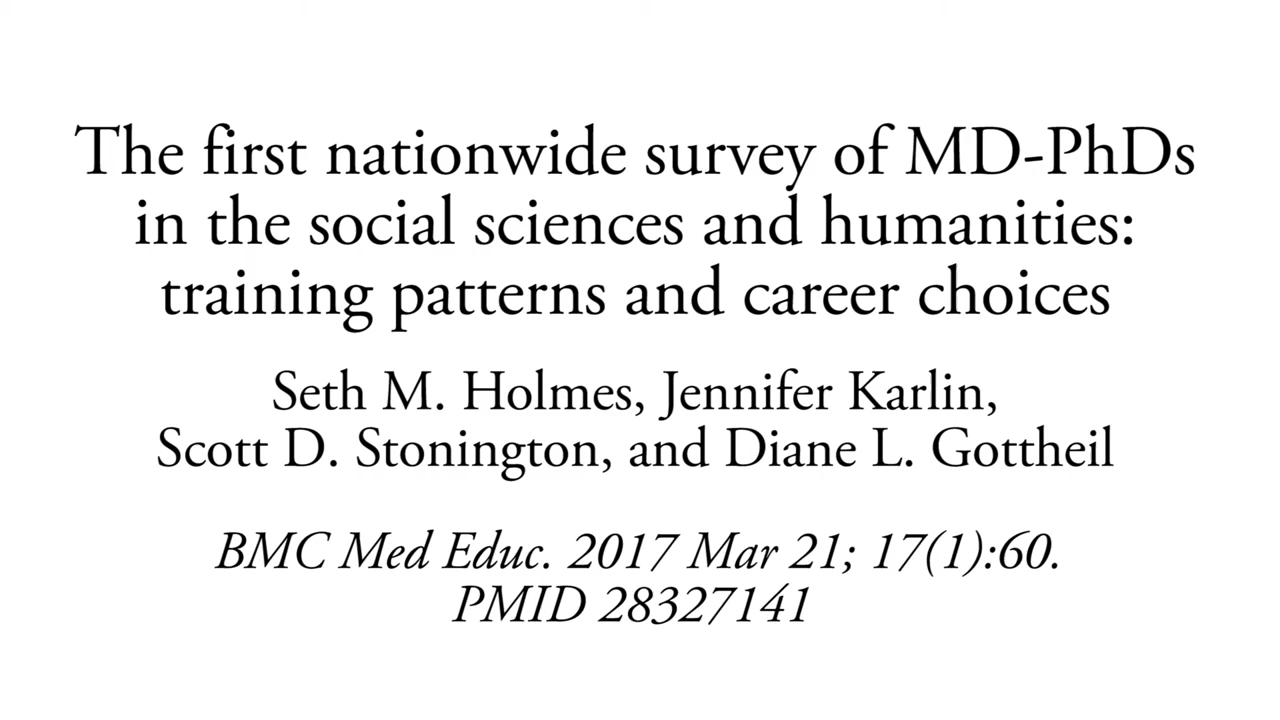 The first nationwide survey of MD-PhDs
in the social sciences and humanities:
training patterns and career choices
Seth M. Holmes, Jennifer Karlin,
Scott D. Stonington, and Diane L. Gottheil
BMC Med Educ. 2017 Mar 21; 17(1):60.
PMID 28327141